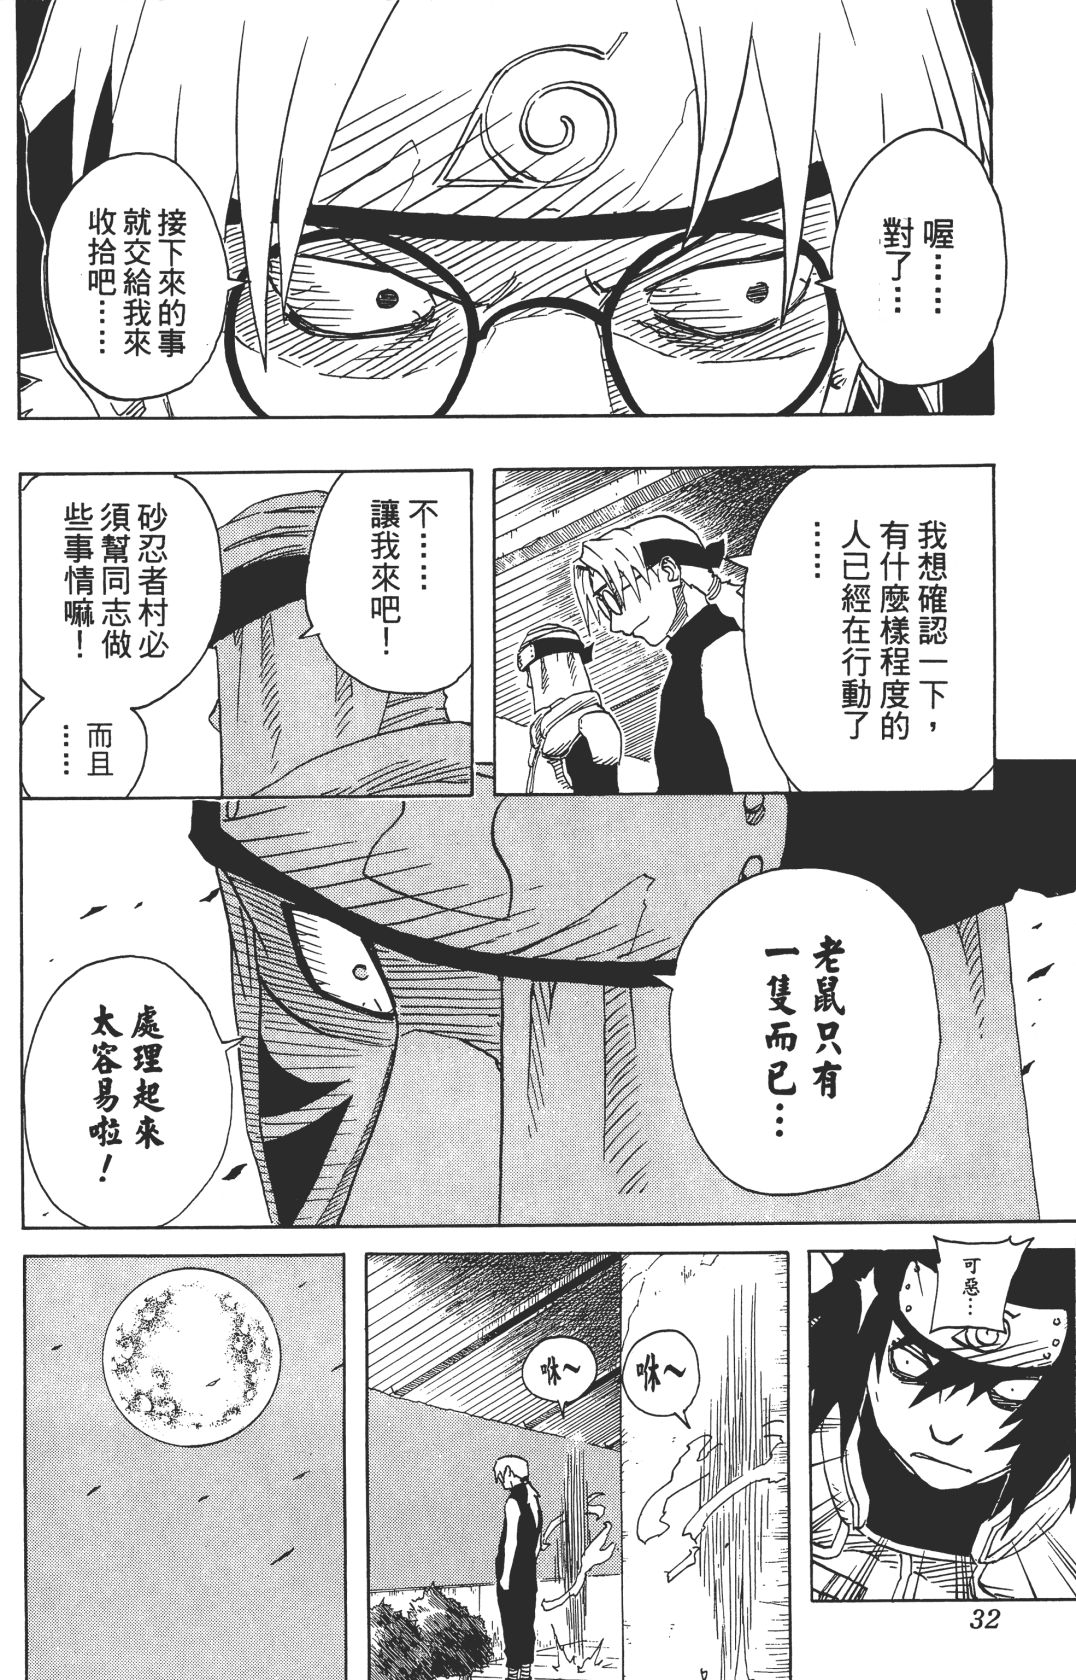 喔……
對了…
接下來的事
就交給我來
收拾吧……
我想確認一下，
有什麼樣程度的
人已經在行動了
……
不……
讓我來吧！
砂忍者村必
須幫同志做
些事情嘛！
而且
……
老鼠只有
一隻而已…
處理起來
太容易啦！
可惡…
咻～
咻～
32